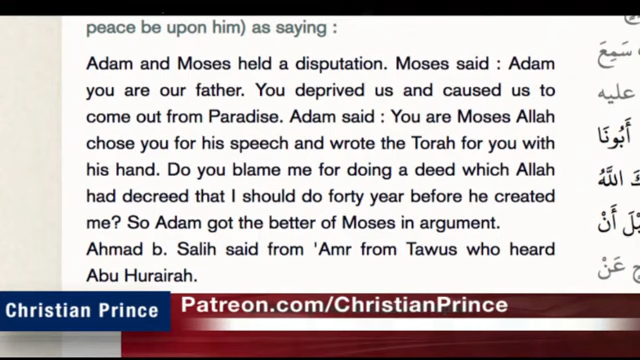 peace be upon him) as saying :
Adam and Moses held a disputation. Moses said : Adam
you are our father. You deprived us and caused us to
come out from Paradise. Adam said : You are Moses Allah
chose you for his speech and wrote the Torah for you with
his hand. Do you blame me for doing a deed which Allah
had decreed that I should do forty year before he created
me? So Adam got the better of Moses in argument.
Ahmad b. Salih said from 'Amr from Tawus who heard
Abu Hurairah.
سَمِعَ
عليه
أَبُونَا
اللَّهُ
أَنْ
عَنْ
Christian Prince
Patreon.com/ChristianPrince